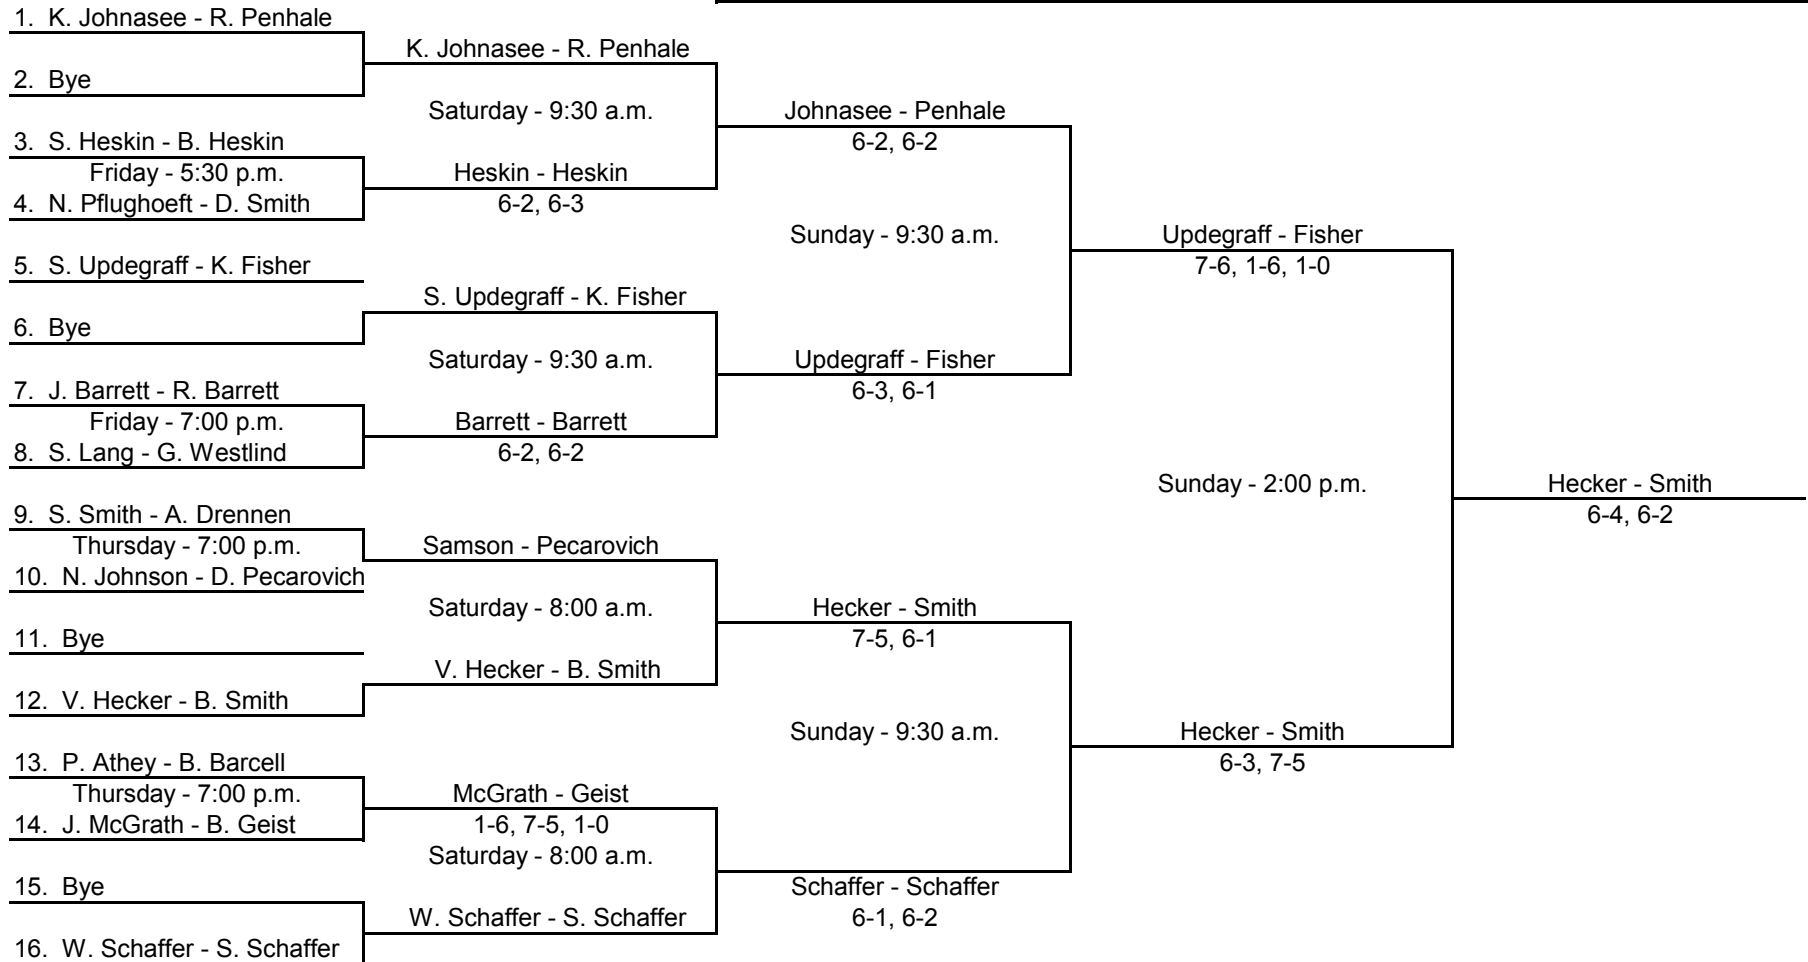 1. K. Johnasee - R. Penhale
2. Bye
3. S. Heskin - B. Heskin
Friday - 5:30 p.m.
4. N. Pflughoeft - D. Smith
5. S. Updegraff - K. Fisher
6. Bye
7. J. Barrett - R. Barrett
Friday - 7:00 p.m.
8. S. Lang - G. Westlind
9. S. Smith - A. Drennen
Thursday - 7:00 p.m.
10. N. Johnson - D. Pecarovich
11. Bye
12. V. Hecker - B. Smith
13. P. Athey - B. Barcell
Thursday - 7:00 p.m.
14. J. McGrath - B. Geist
15. Bye
16. W. Schaffer - S. Schaffer
K. Johnasee - R. Penhale
Saturday - 9:30 a.m.
Heskin - Heskin
6-2, 6-3
S. Updegraff - K. Fisher
Saturday - 9:30 a.m.
Barrett - Barrett
6-2, 6-2
Samson - Pecarovich
Saturday - 8:00 a.m.
V. Hecker - B. Smith
McGrath - Geist
1-6, 7-5, 1-0
Saturday - 8:00 a.m.
W. Schaffer - S. Schaffer
Johnasee - Penhale
6-2, 6-2
Sunday - 9:30 a.m.
Updegraff - Fisher
6-3, 6-1
Hecker - Smith
7-5, 6-1
Sunday - 9:30 a.m.
Schaffer - Schaffer
6-1, 6-2
Updegraff - Fisher
7-6, 1-6, 1-0
Sunday - 2:00 p.m.
Hecker - Smith
6-3, 7-5
Hecker - Smith
6-4, 6-2